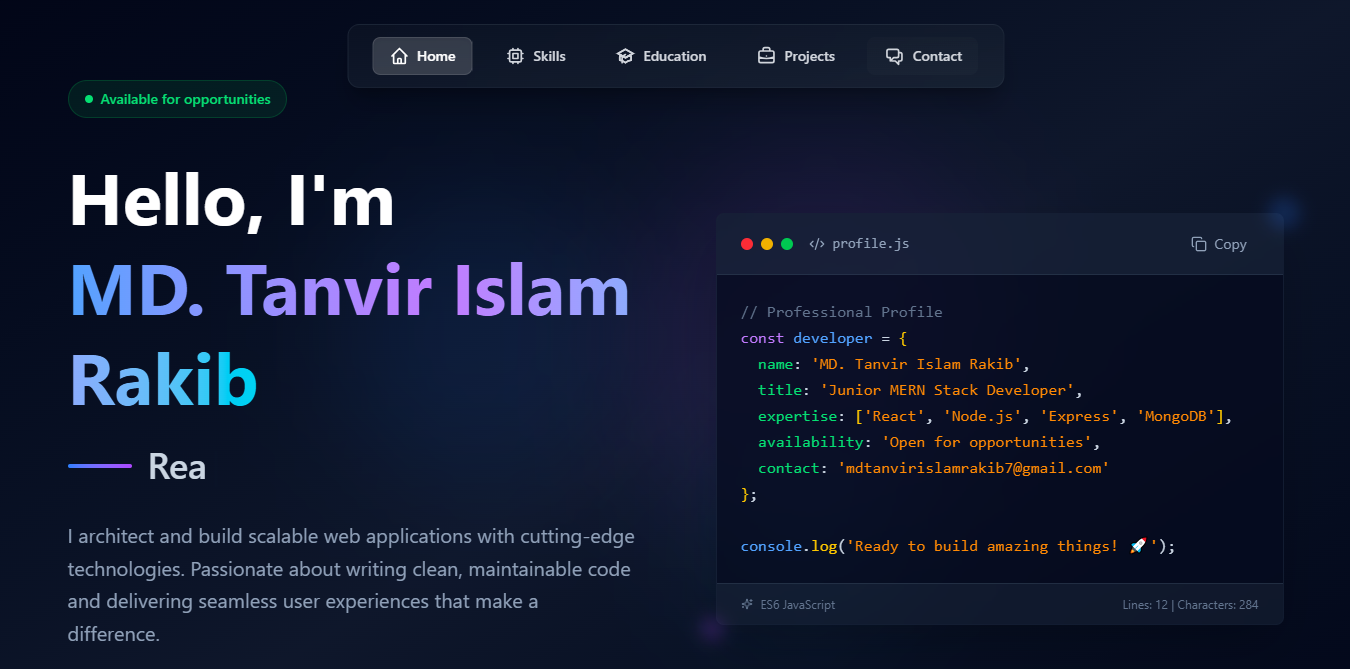 Home Skills Education Projects Contact
Available for opportunities
Hello, I'm
MD. Tanvir Islam
Rakib
Rea
I architect and build scalable web applications with cutting-edge
technologies. Passionate about writing clean, maintainable code
and delivering seamless user experiences that make a
difference.
</> profile.js Copy
// Professional Profile
const developer = {
  name: 'MD. Tanvir Islam Rakib',
  title: 'Junior MERN Stack Developer',
  expertise: ['React', 'Node.js', 'Express', 'MongoDB'],
  availability: 'Open for opportunities',
  contact: 'mdtanvirislamrakib7@gmail.com'
};
console.log('Ready to build amazing things! 🚀');
ES6 JavaScript Lines: 12 | Characters: 284